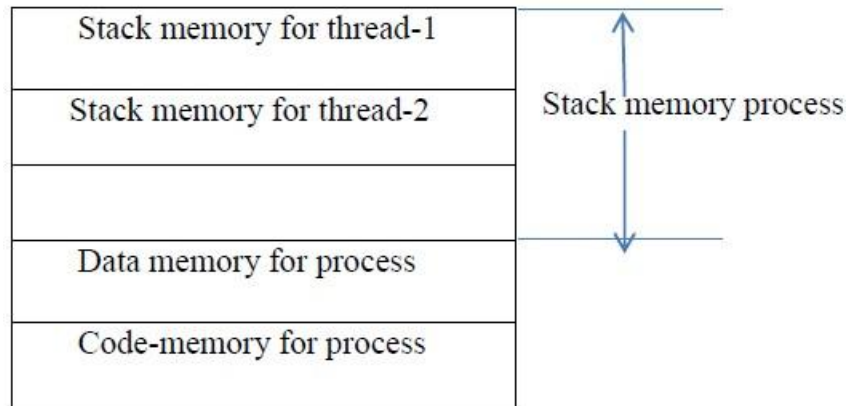 Stack memory for thread-1
Stack memory for thread-2
Stack memory process
Data memory for process
Code-memory for process